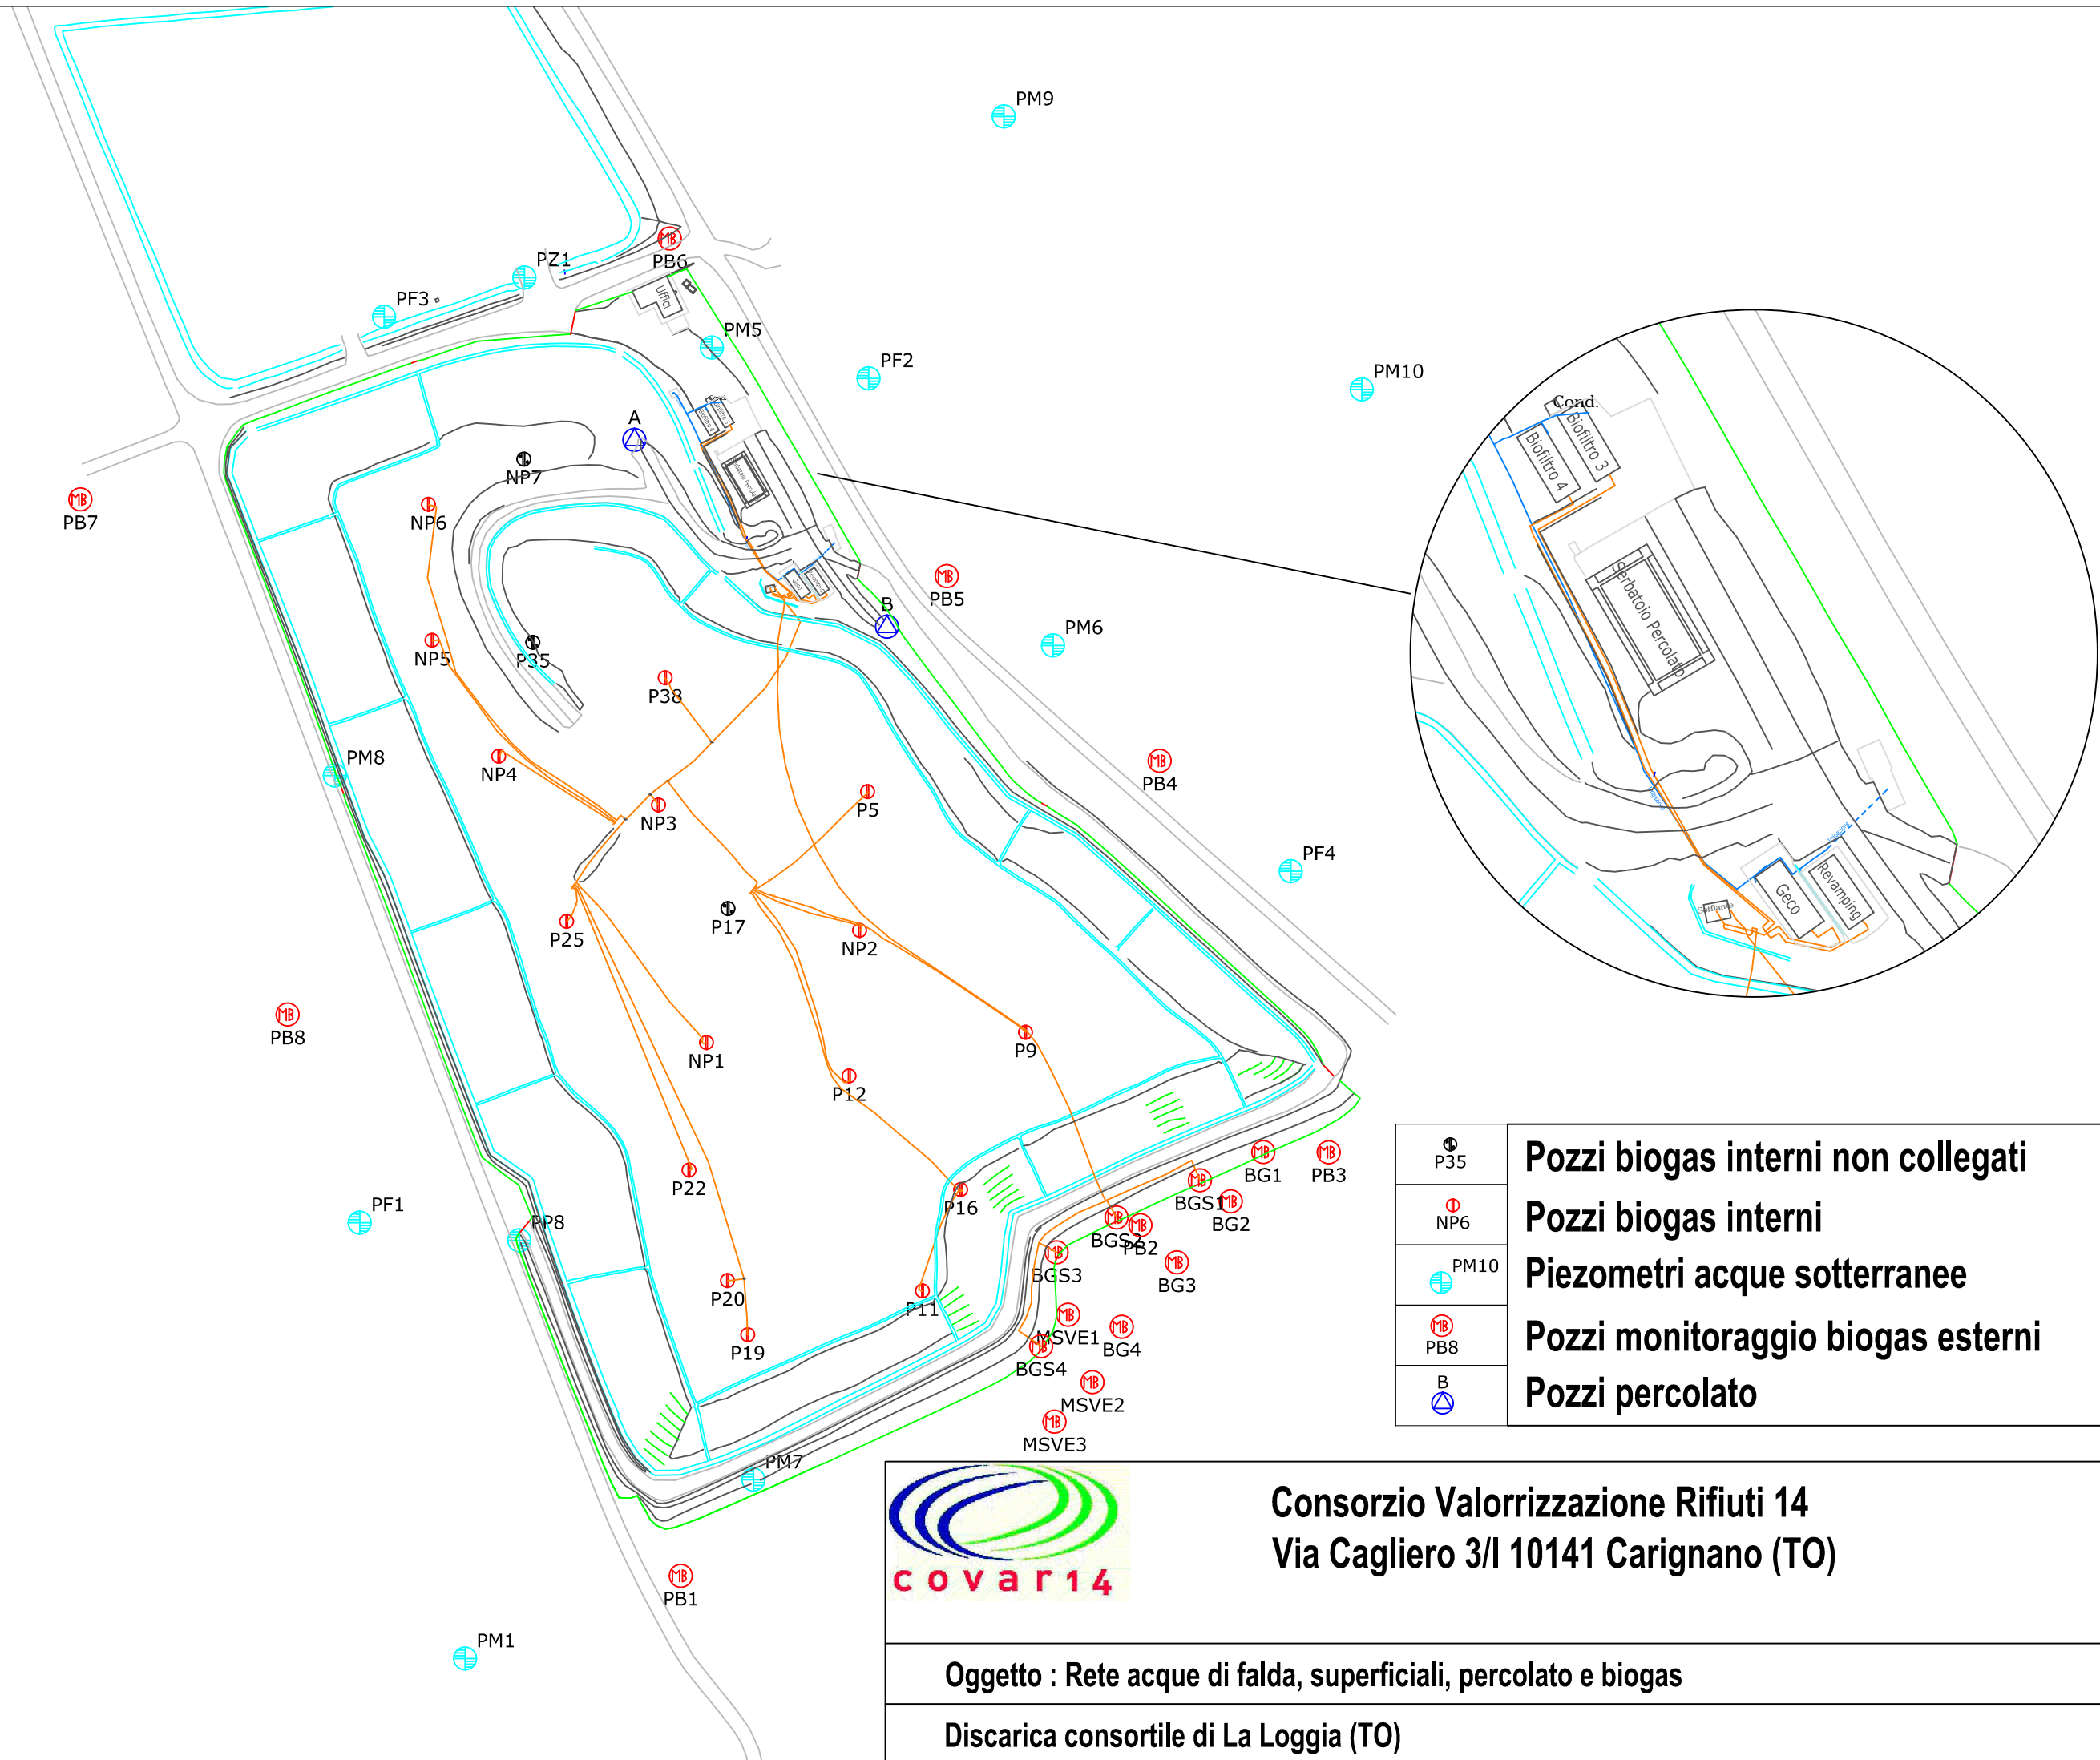 PM9
PB6
PZ1
PF3
Uffici
PM5
PF2
PM10
A
Cond.
Biofiltro 3
Biofiltro 4
NP7
PB7
NP6
Serbatoio Percolato
Serbatoio Percolato
PB5
B
PM6
NP5
P35
P38
PM8
NP4
NP3
P5
PB4
PF4
Geco
Revamping
Soffiante
P17
P25
NP2
PB8
NP1
P9
P12
P22
P16
BG1
PB3
BGS1
BG2
BGS2
PB2
BGS3
BG3
PF1
PP8
P20
P11
P19
MSVE1
BG4
BGS4
MSVE2
MSVE3
PM7
PB1
PM1
P35
Pozzi biogas interni non collegati
NP6
Pozzi biogas interni
PM10
Piezometri acque sotterranee
MB
PB8
Pozzi monitoraggio biogas esterni
B
Pozzi percolato
covar14
Consorzio Valorrizzazione Rifiuti 14
Via Cagliero 3/I 10141 Carignano (TO)
Oggetto : Rete acque di falda, superficiali, percolato e biogas
Discarica consortile di La Loggia (TO)